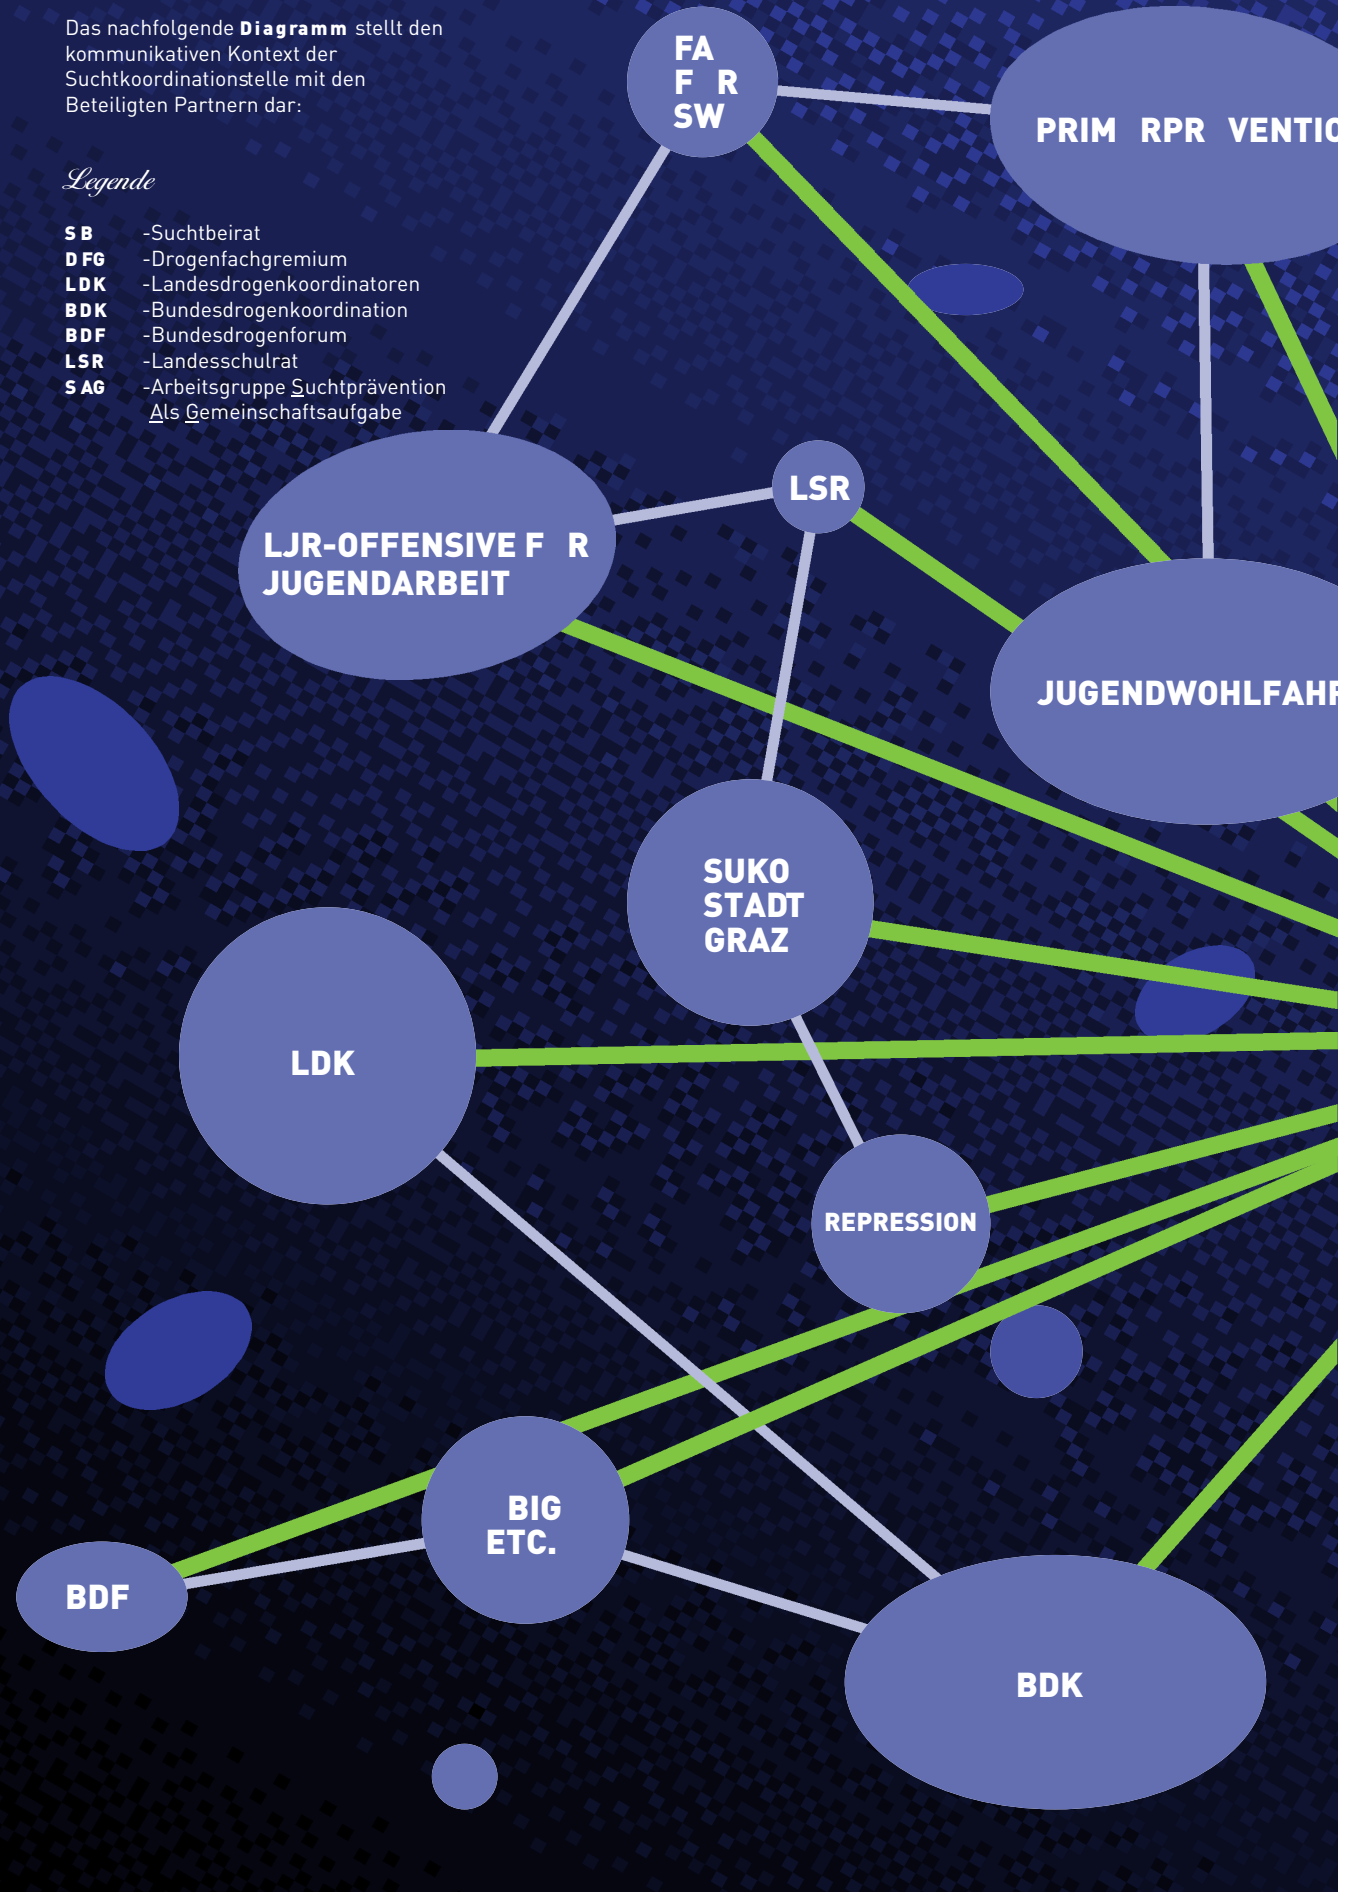 Das nachfolgende Diagramm stellt den
kommunikativen Kontext der
Suchtkoordinationstelle mit den
Beteiligten Partnern dar:
Legende
SB -Suchtbeirat
DFG -Drogenfachgremium
LDK -Landesdrogenkoordinatoren
BDK -Bundesdrogenkoordination
BDF -Bundesdrogenforum
LSR -Landesschulrat
SAG -Arbeitsgruppe Suchtprävention
Als Gemeinschaftsaufgabe
FA
F R
SW
PRIM RPR VENTIO
LSR
LJR-OFFENSIVE F R
JUGENDARBEIT
JUGENDWOHLFAHR
SUKO
STADT
GRAZ
LDK
REPRESSION
BIG
ETC.
BDF
BDK